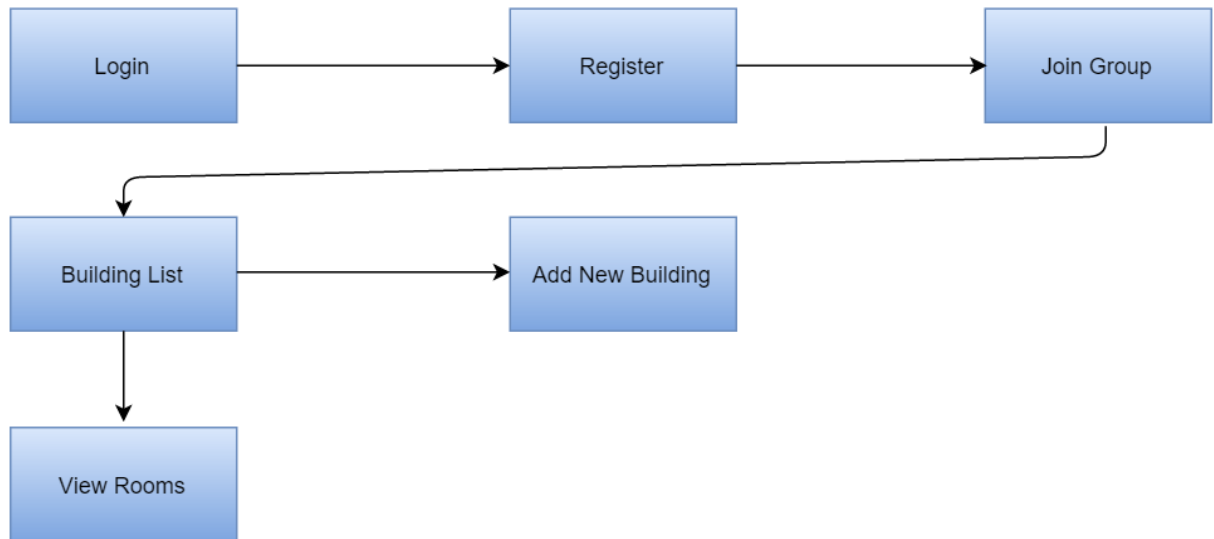 Login
Register
Join Group
Building List
Add New Building
View Rooms